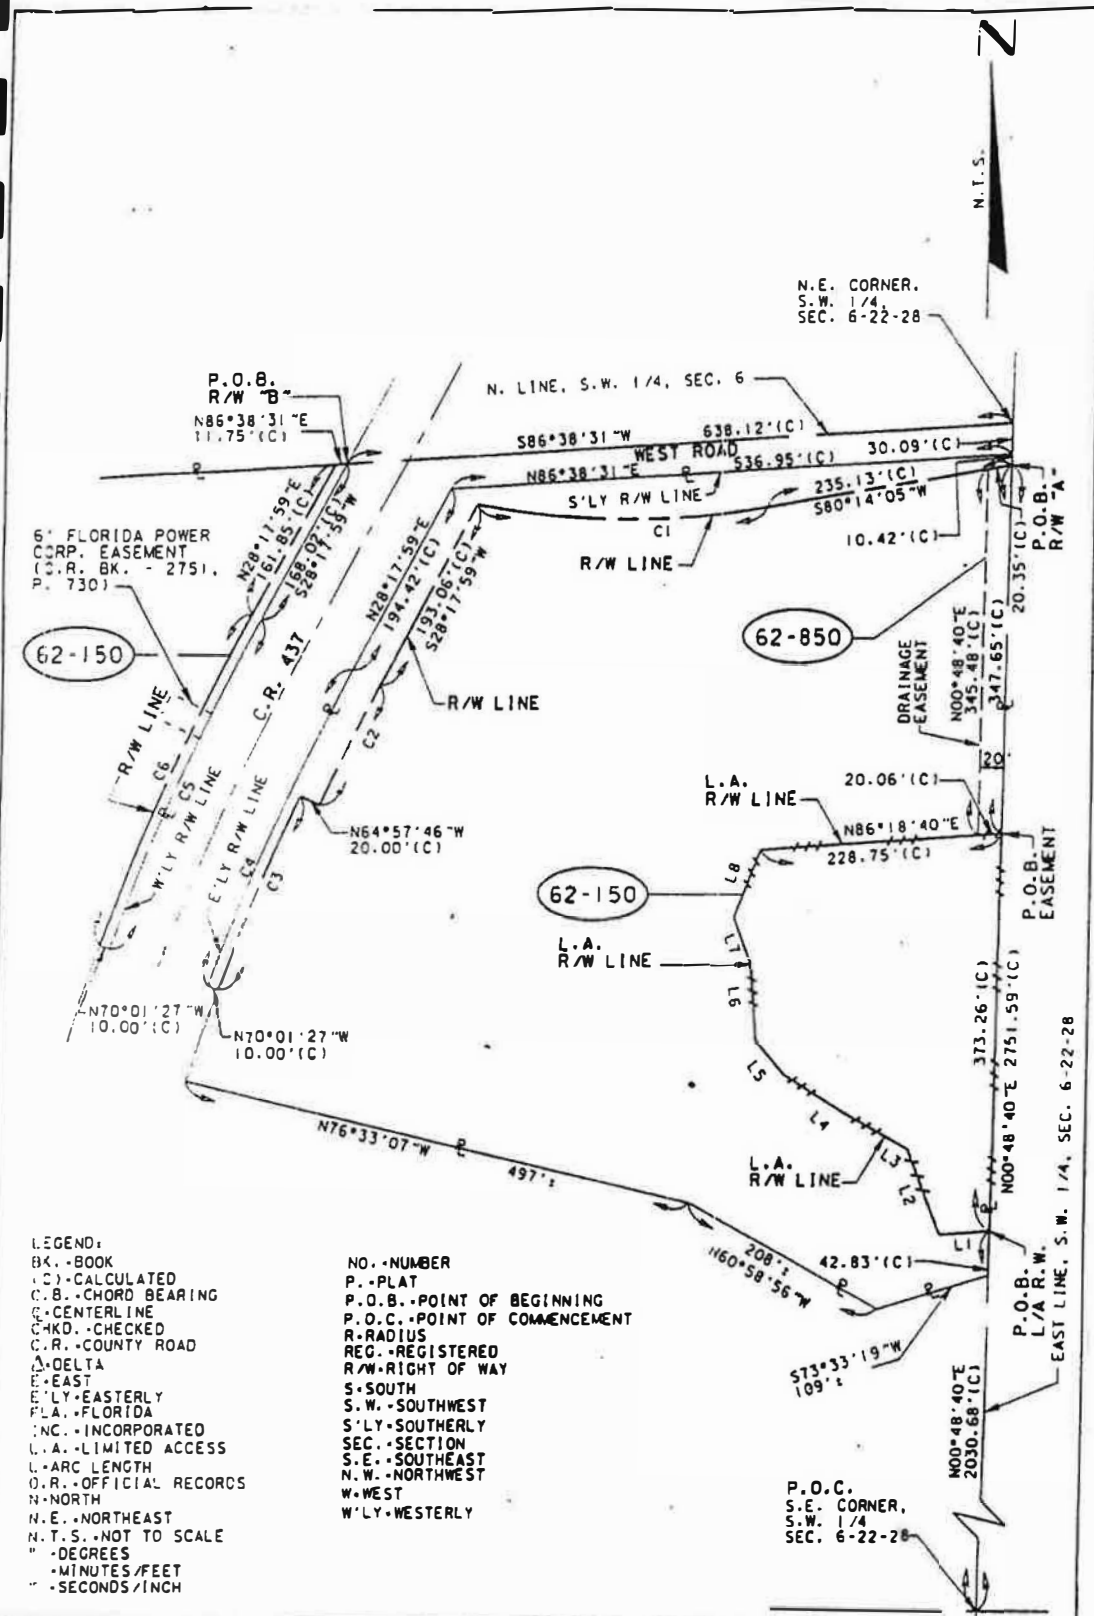 N
N.T.S.
N.E. CORNER,
S.W. 1/4,
SEC. 6-22-28
P.O.B.
R/W "B"
N86°38'31"E
11.75'(C)
N. LINE, S.W. 1/4, SEC. 6
S86°38'31"W
638.12'(C)
WEST ROAD
30.09'(C)
N86°38'31"E
536.95'(C)
S'LY R/W LINE
235.13'(C)
S80°14'05"W
C1
R/W LINE
10.42'(C)
P.O.B.
R/W "A"
20.35'(C)
6' FLORIDA POWER
CORP. EASEMENT
(O.R. BK. - 2751,
P. 730)
N28°17'59"E
161.85'(C)
168.02'(C)
S28°17'59"W
N28°17'59"E
194.42'(C)
193.06'(C)
S28°17'59"W
62-150
62-850
C.R. 437
R/W LINE
R/W LINE
DRAINAGE
EASEMENT
N00°48'40"E
345.48'(C)
347.65'(C)
20'
C2
C6
C5
W'LY R/W LINE
E'LY R/W LINE
C4
C3
N64°57'46"W
20.00'(C)
L.A.
R/W LINE
20.06'(C)
N86°18'40"E
228.75'(C)
P.O.B.
EASEMENT
62-150
L8
L7
L6
L.A.
R/W LINE
N70°01'27"W
10.00'(C)
N70°01'27"W
10.00'(C)
L5
L4
L3
L2
L1
L.A.
R/W LINE
373.26'(C)
N00°48'40"E 2751.59'(C)
EAST LINE, S.W. 1/4, SEC. 6-22-28
N76°33'07"W
497'±
208'±
N60°58'56"W
42.83'(C)
P.O.B.
L/A R.W.
S73°33'19"W
109'±
N00°48'40"E
2030.68'(C)
P.O.C.
S.E. CORNER,
S.W. 1/4
SEC. 6-22-28
LEGEND:
BK. -BOOK
(C)-CALCULATED
C.B. -CHORD BEARING
℄-CENTERLINE
CHKD. -CHECKED
C.R. -COUNTY ROAD
Δ-DELTA
E-EAST
E'LY-EASTERLY
FLA. -FLORIDA
INC. -INCORPORATED
L.A. -LIMITED ACCESS
L-ARC LENGTH
O.R. -OFFICIAL RECORDS
N-NORTH
N.E. -NORTHEAST
N.T.S. -NOT TO SCALE
° -DEGREES
' -MINUTES/FEET
" -SECONDS/INCH
NO. -NUMBER
P. -PLAT
P.O.B. -POINT OF BEGINNING
P.O.C. -POINT OF COMMENCEMENT
R-RADIUS
REG. -REGISTERED
R/W-RIGHT OF WAY
S-SOUTH
S.W. -SOUTHWEST
S'LY-SOUTHERLY
SEC. -SECTION
S.E. -SOUTHEAST
N.W. -NORTHWEST
W-WEST
W'LY-WESTERLY